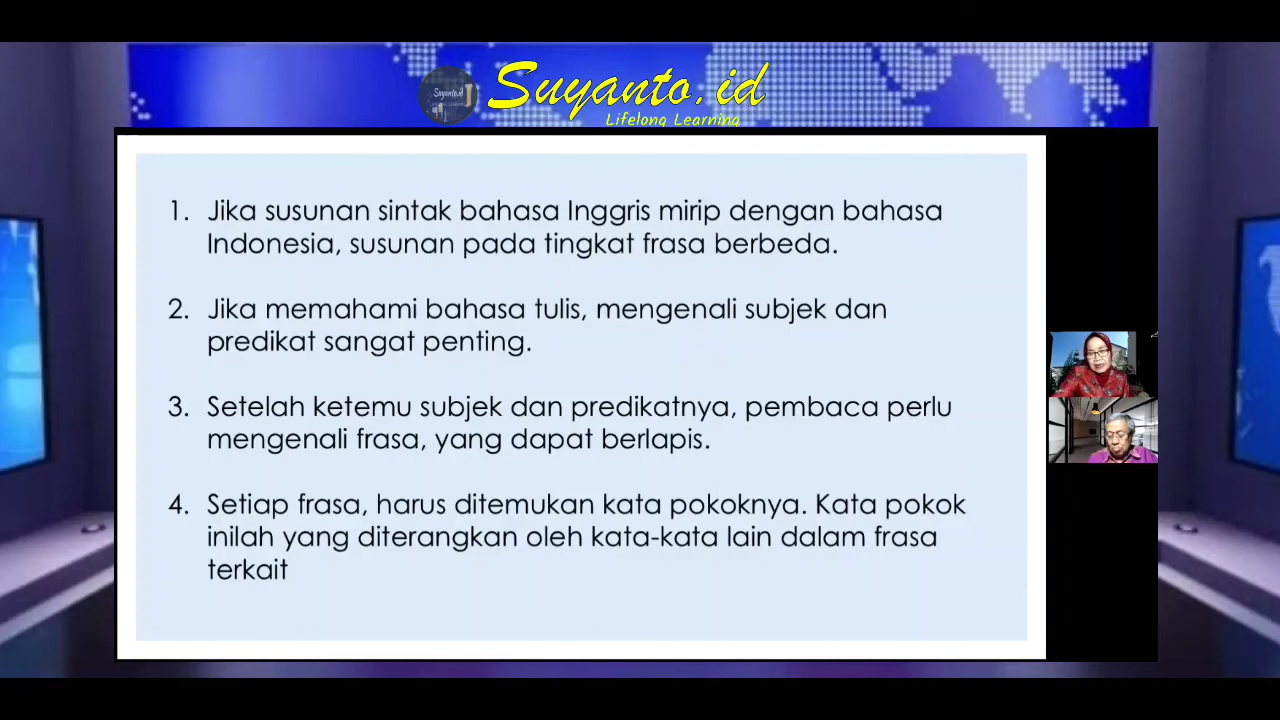 Suyanto.id
Suyanto.id
Lifelong Learning
1. Jika susunan sintak bahasa Inggris mirip dengan bahasa
Indonesia, susunan pada tingkat frasa berbeda.
2. Jika memahami bahasa tulis, mengenali subjek dan
predikat sangat penting.
3. Setelah ketemu subjek dan predikatnya, pembaca perlu
mengenali frasa, yang dapat berlapis.
4. Setiap frasa, harus ditemukan kata pokoknya. Kata pokok
inilah yang diterangkan oleh kata-kata lain dalam frasa
terkait